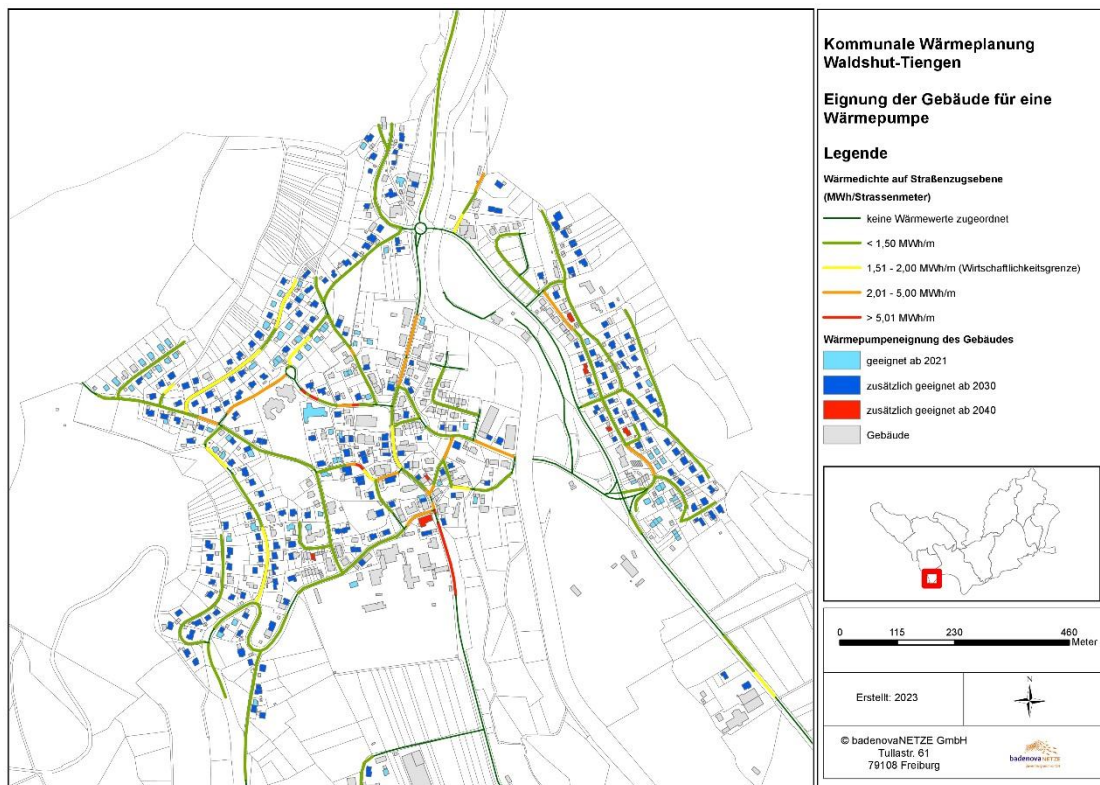 Kommunale Wärmeplanung
Waldshut-Tiengen
Eignung der Gebäude für eine
Wärmepumpe
Legende
Wärmedichte auf Straßenzugsebene
(MWh/Strassenmeter)
keine Wärmewerte zugeordnet
< 1,50 MWh/m
1,51 - 2,00 MWh/m (Wirtschaftlichkeitsgrenze)
2,01 - 5,00 MWh/m
> 5,01 MWh/m
Wärmepumpeneignung des Gebäudes
geeignet ab 2021
zusätzlich geeignet ab 2030
zusätzlich geeignet ab 2040
Gebäude
0 115 230 460
Meter
Erstellt: 2023
N
© badenovaNETZE GmbH
Tullastr. 61
79108 Freiburg
badenovaNETZE